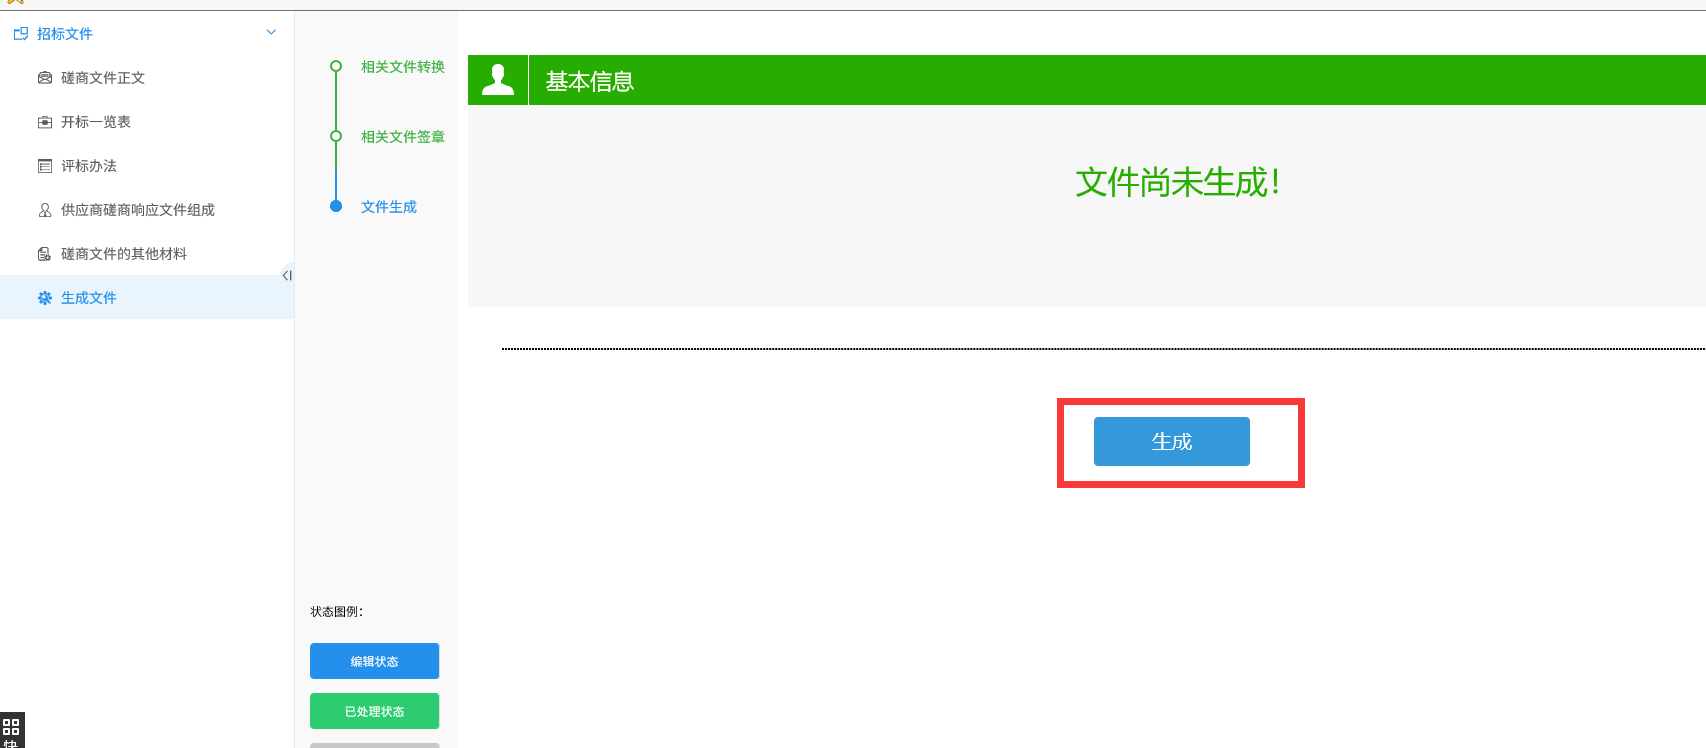 招标文件
磋商文件正文
开标一览表
评标办法
供应商磋商响应文件组成
磋商文件的其他材料
生成文件
相关文件转换
相关文件签章
文件生成
状态图例：
编辑状态
已处理状态
基本信息
文件尚未生成！
生成